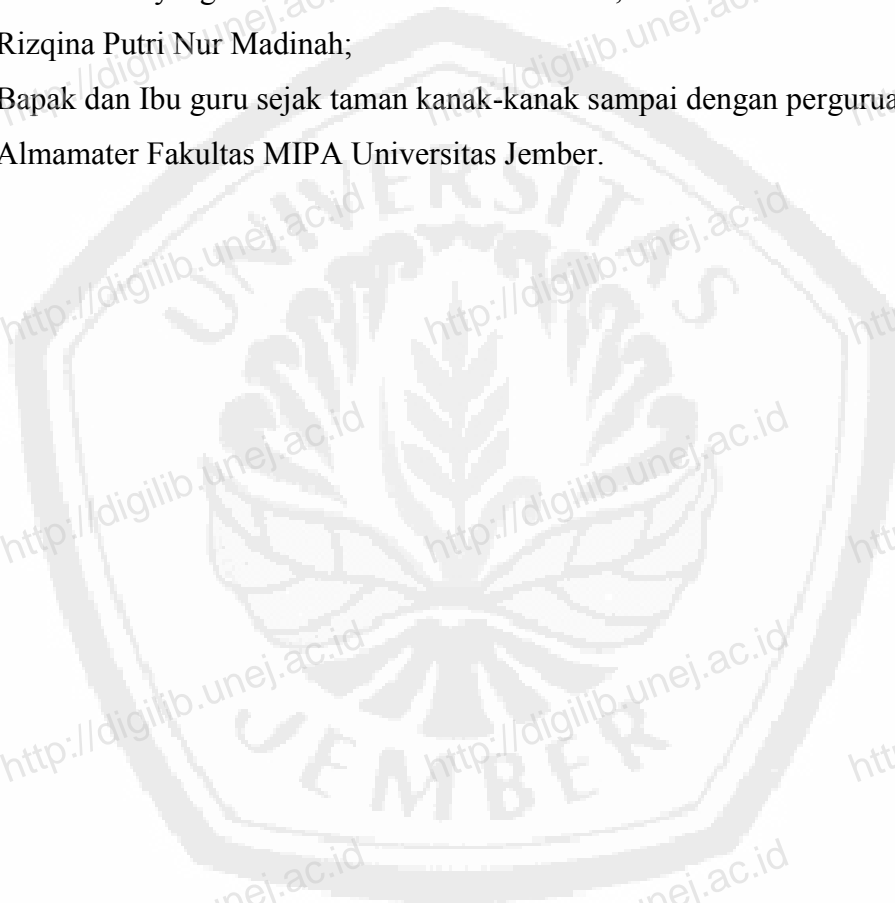 Rizqina Putri Nur Madinah;
Bapak dan Ibu guru sejak taman kanak-kanak sampai dengan
Almamater Fakultas MIPA Universitas Jember.
UNIVERSITAS
JEMBER
http://digilib.unej.ac.id
http://digilib.unej.ac.id
http://digilib.unej.ac.id
http://digilib.unej.ac.id
http://digilib.unej.ac.id
http://digilib.unej.ac.id
http://digilib.unej.ac.id
http://digilib.unej.ac.id